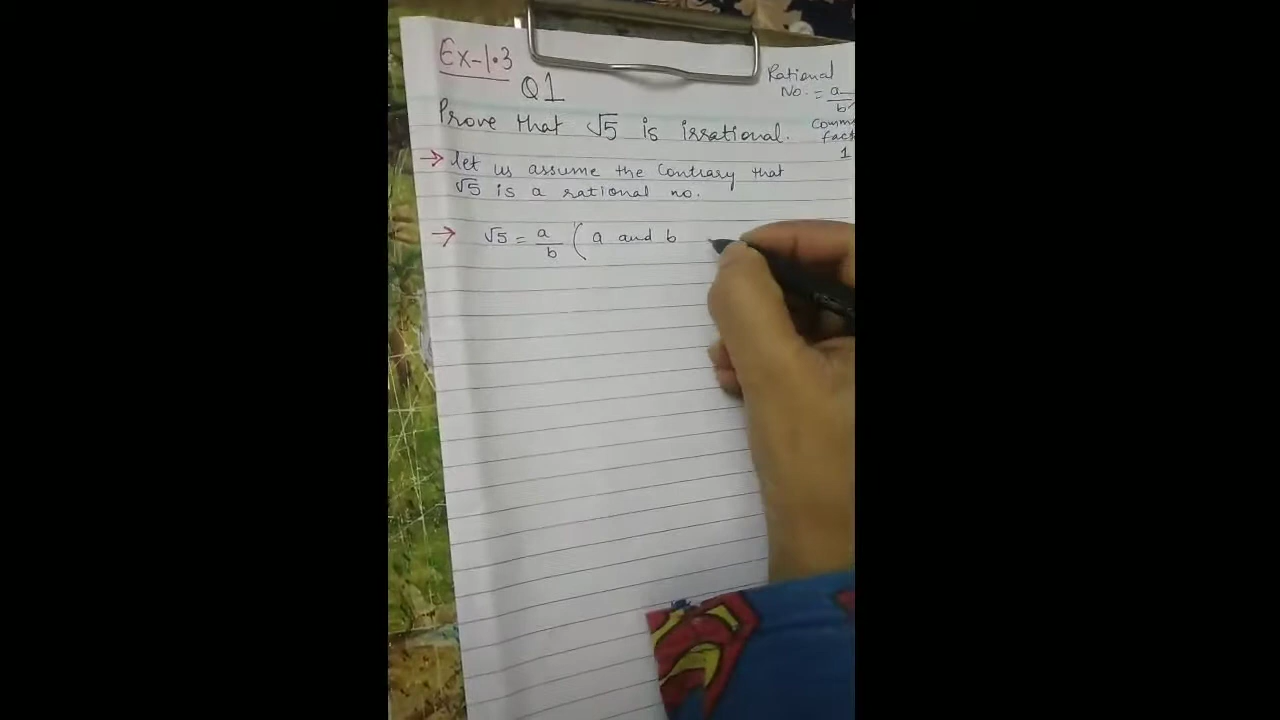 Ex-1.3
Q1
Rational
No. = a
b
Prove that √5 is irrational.
1
→ let us assume the contrary that
√5 is a rational no.
→ √5 = a/b ( a and b